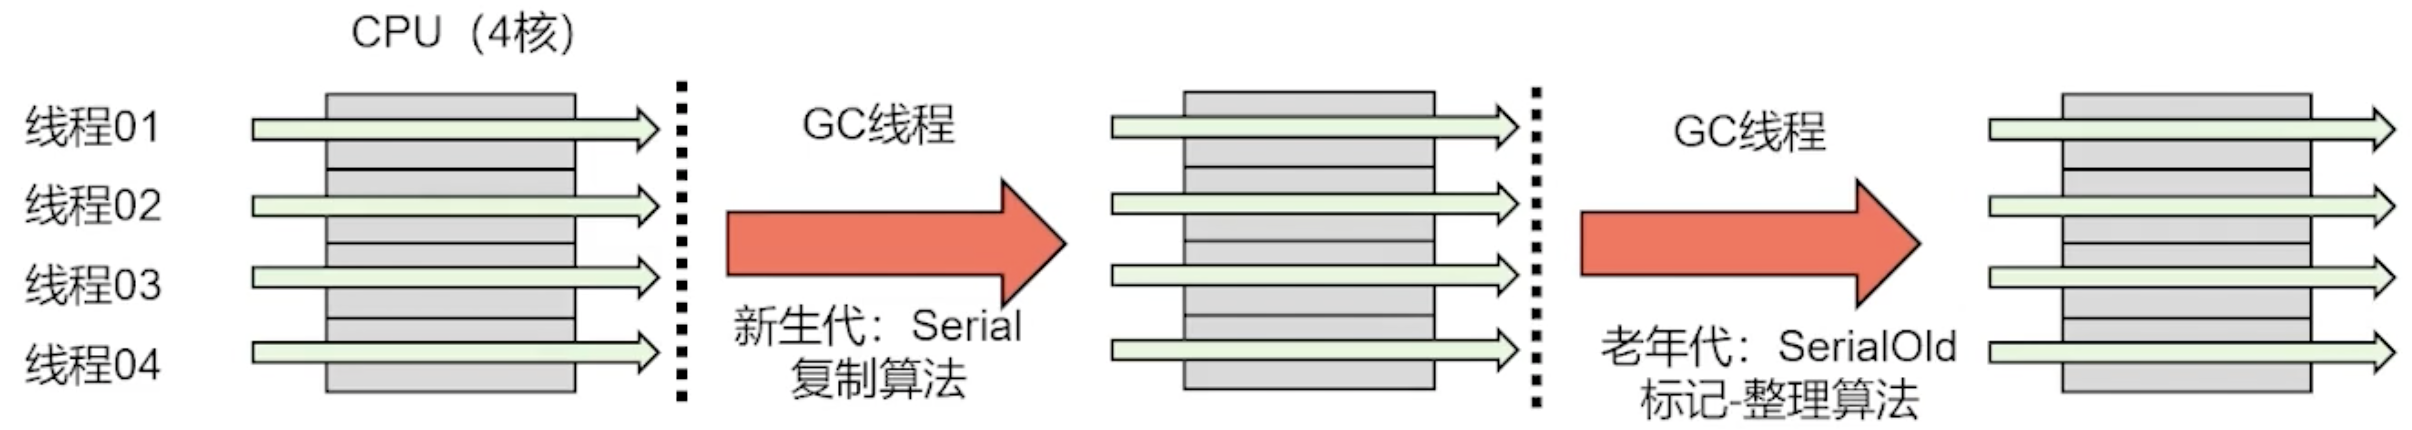 CPU（4核）
线程01
线程02
线程03
线程04
GC线程
新生代：Serial
复制算法
GC线程
老年代：SerialOld
标记-整理算法